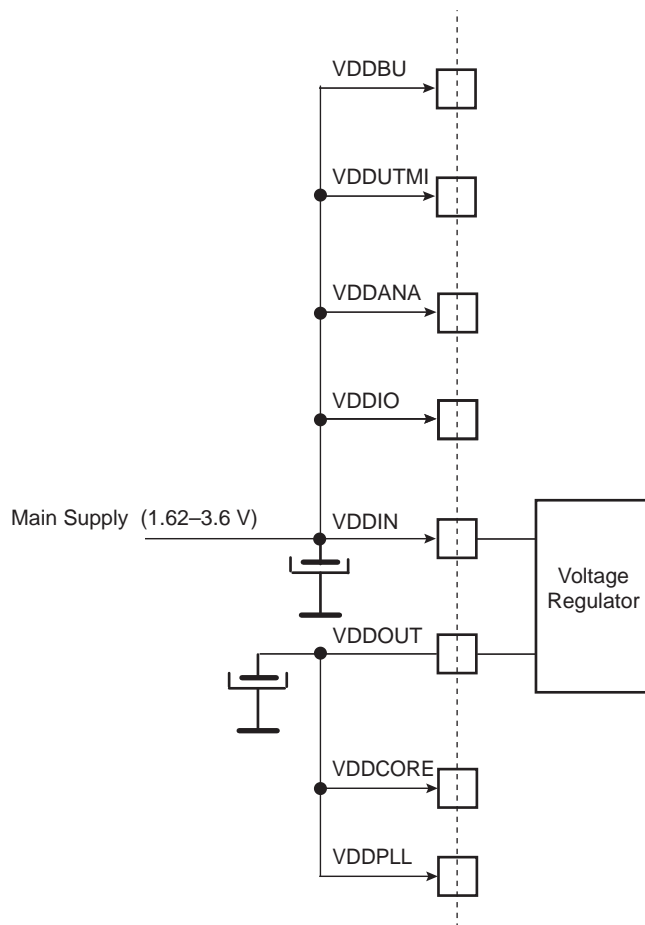 VDDBU
VDDUTMI
VDDANA
VDDIO
Main Supply (1.62–3.6 V)
VDDIN
Voltage
Regulator
VDDOUT
VDDCORE
VDDPLL